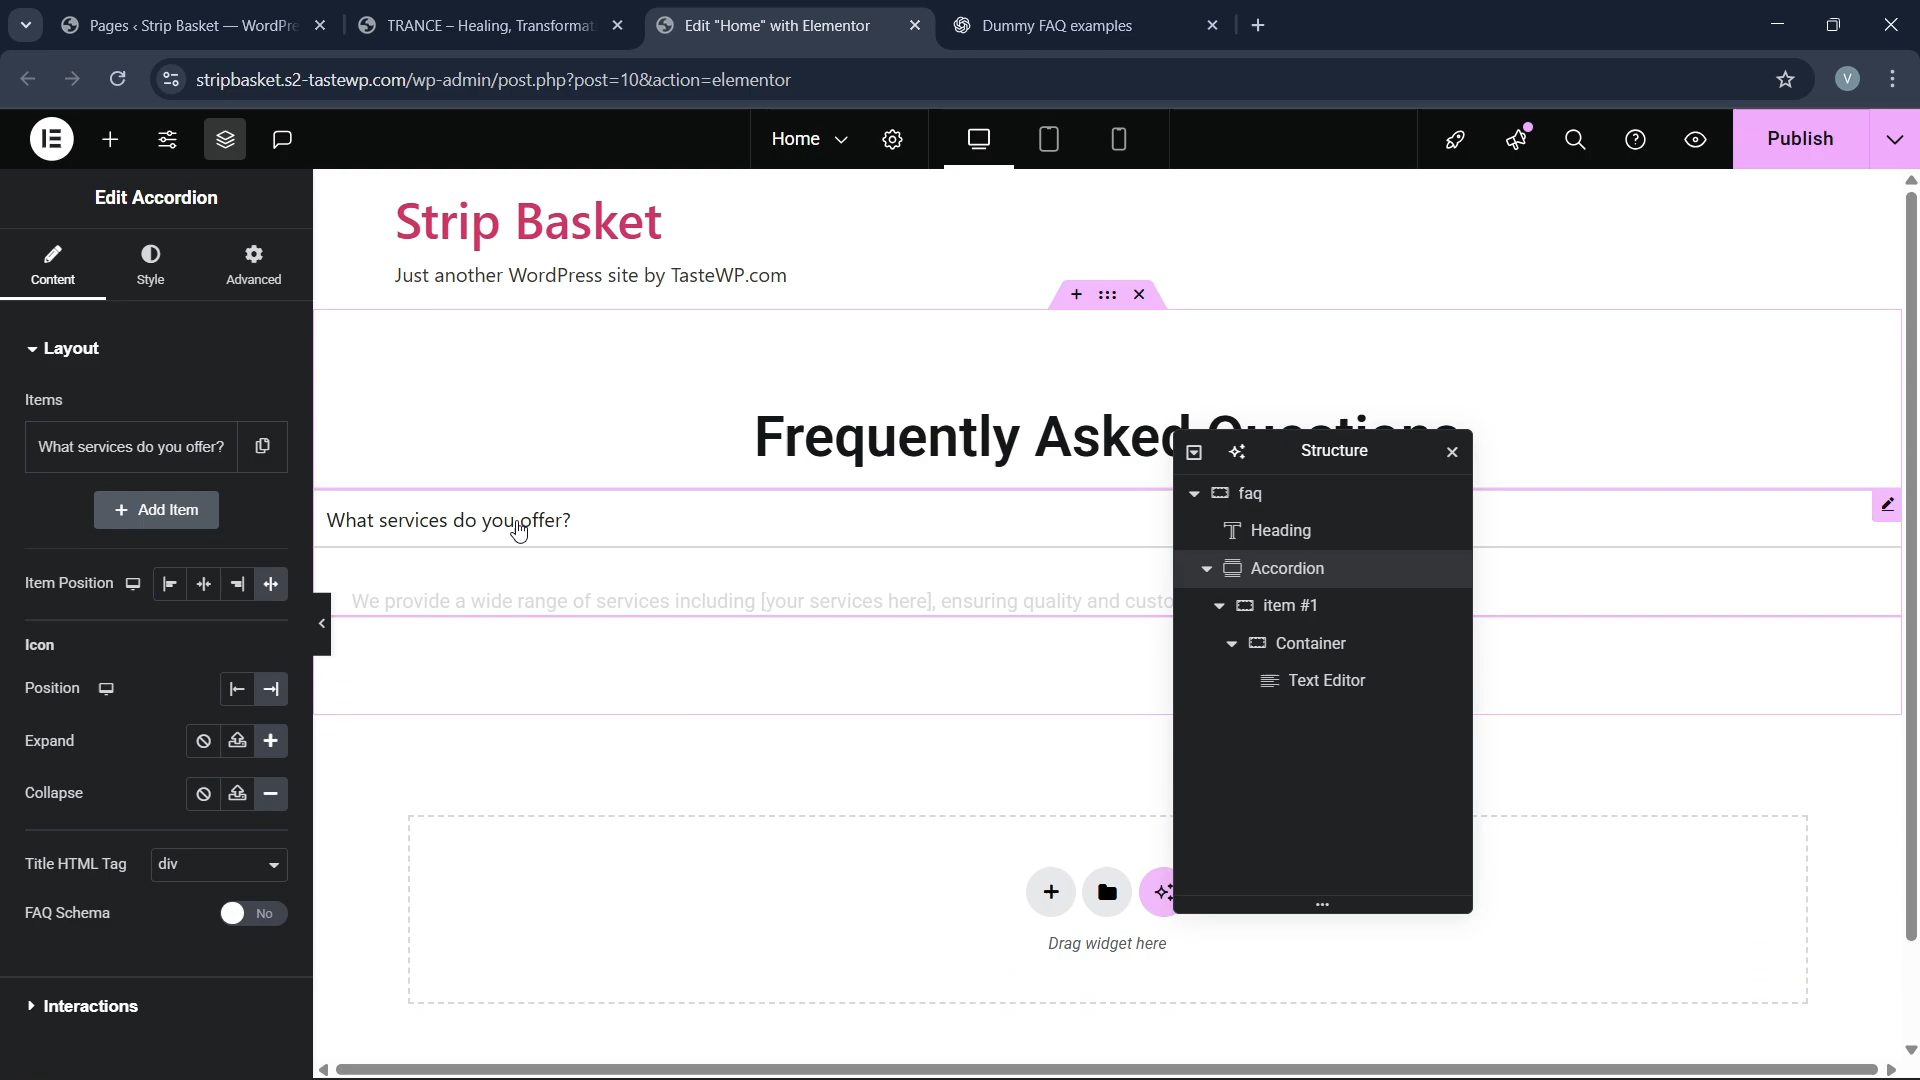 Pages ‹ Strip Basket — WordPre
TRANCE – Healing, Transformat
Edit "Home" with Elementor
Dummy FAQ examples
stripbasket.s2-tastewp.com/wp-admin/post.php?post=10&action=elementor
V
Home
Publish
Edit Accordion
Content
Style
Advanced
Layout
Items
What services do you offer?
+ Add Item
Item Position
Icon
Position
Expand
Collapse
Title HTML Tag
div
FAQ Schema
No
Interactions
Strip Basket
Just another WordPress site by TasteWP.com
Frequently Asked
What services do you offer?
We provide a wide range of services including [your services here], ensuring quality and custo
Structure
faq
Heading
Accordion
item #1
Container
Text Editor
Drag widget here